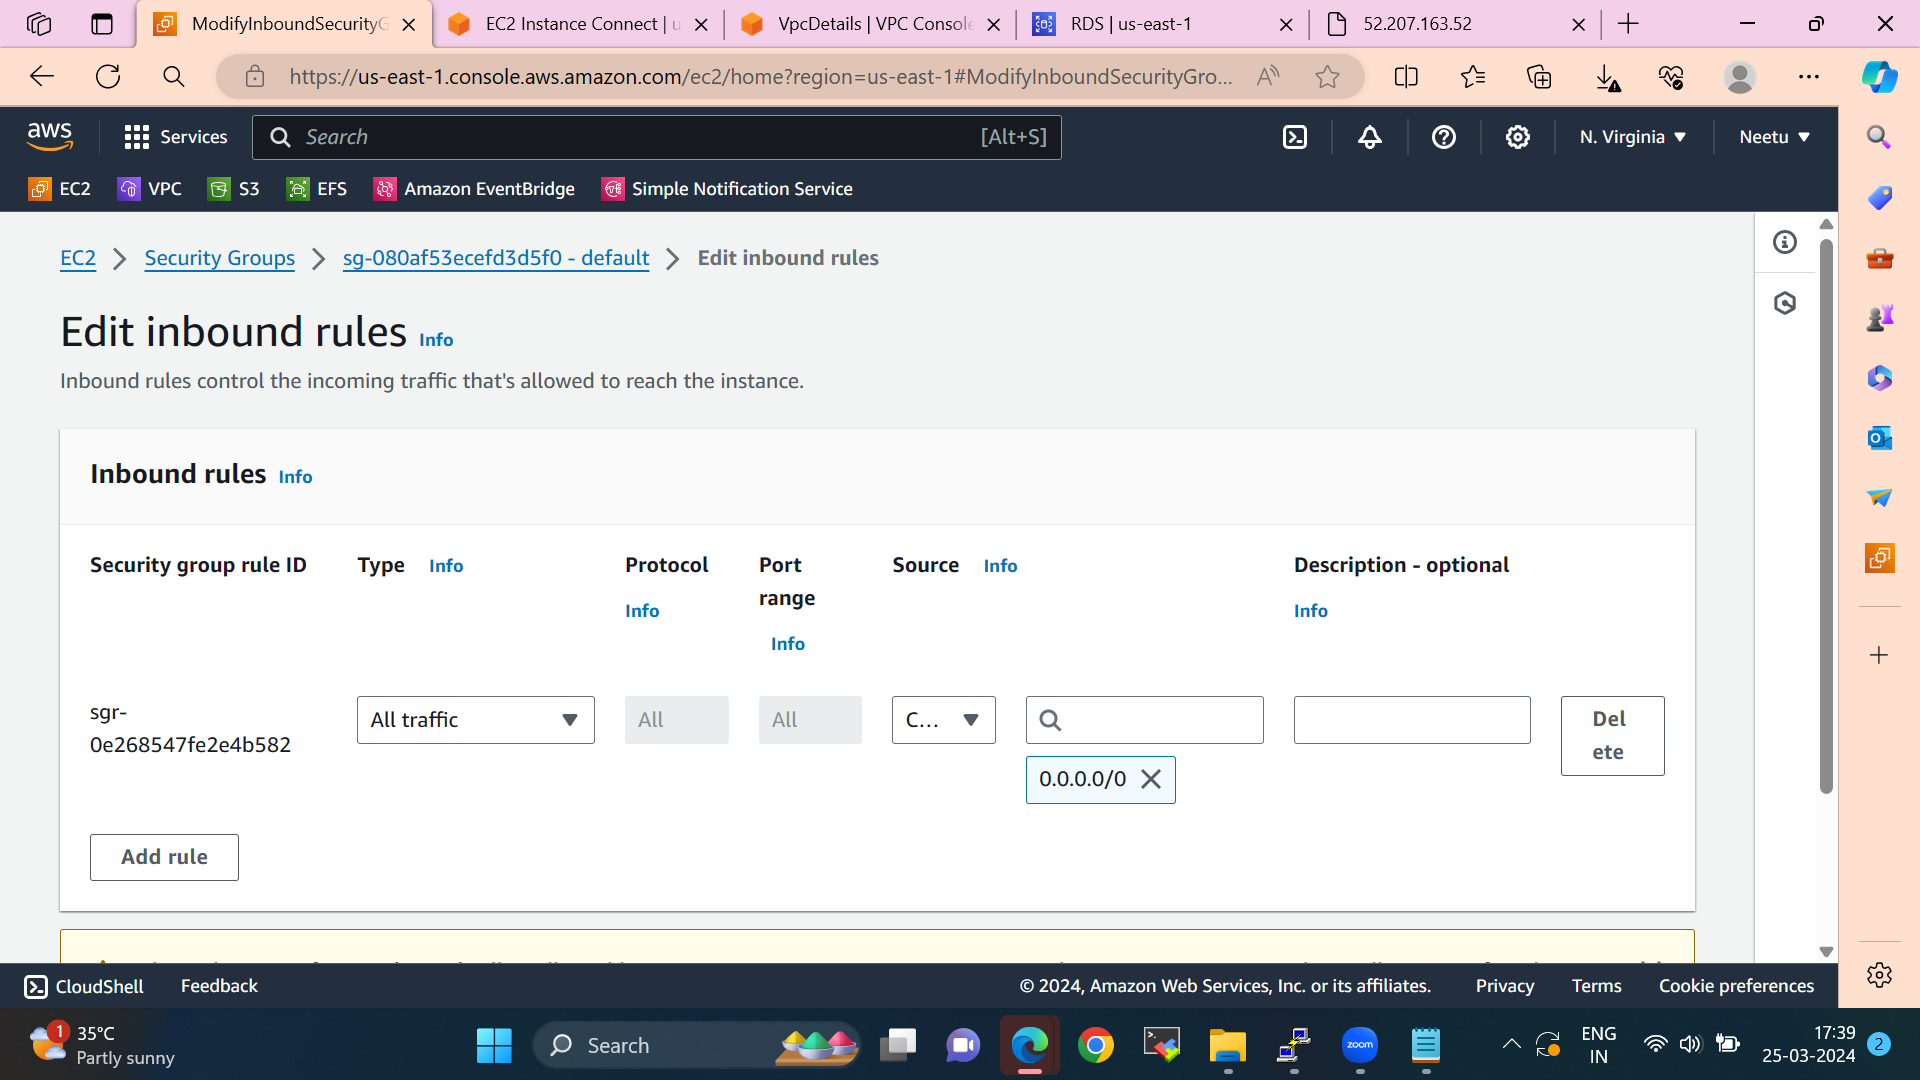 ModifyInboundSecurityG
EC2 Instance Connect | u
VpcDetails | VPC Console
RDS | us-east-1
52.207.163.52
https://us-east-1.console.aws.amazon.com/ec2/home?region=us-east-1#ModifyInboundSecurityGro...
aws
Services
Search
[Alt+S]
N. Virginia
Neetu
EC2
VPC
S3
EFS
Amazon EventBridge
Simple Notification Service
EC2
Security Groups
sg-080af53ecefd3d5f0 - default
Edit inbound rules
Edit inbound rules Info
Inbound rules control the incoming traffic that's allowed to reach the instance.
Inbound rules Info
Security group rule ID
Type Info
Protocol
Info
Port
range
Info
Source Info
Description - optional
Info
sgr-
0e268547fe2e4b582
All traffic
All
All
C...
0.0.0.0/0
Del
ete
Add rule
CloudShell
Feedback
© 2024, Amazon Web Services, Inc. or its affiliates.
Privacy
Terms
Cookie preferences
1
35°C
Partly sunny
Search
zoom
ENG
IN
17:39
25-03-2024
2